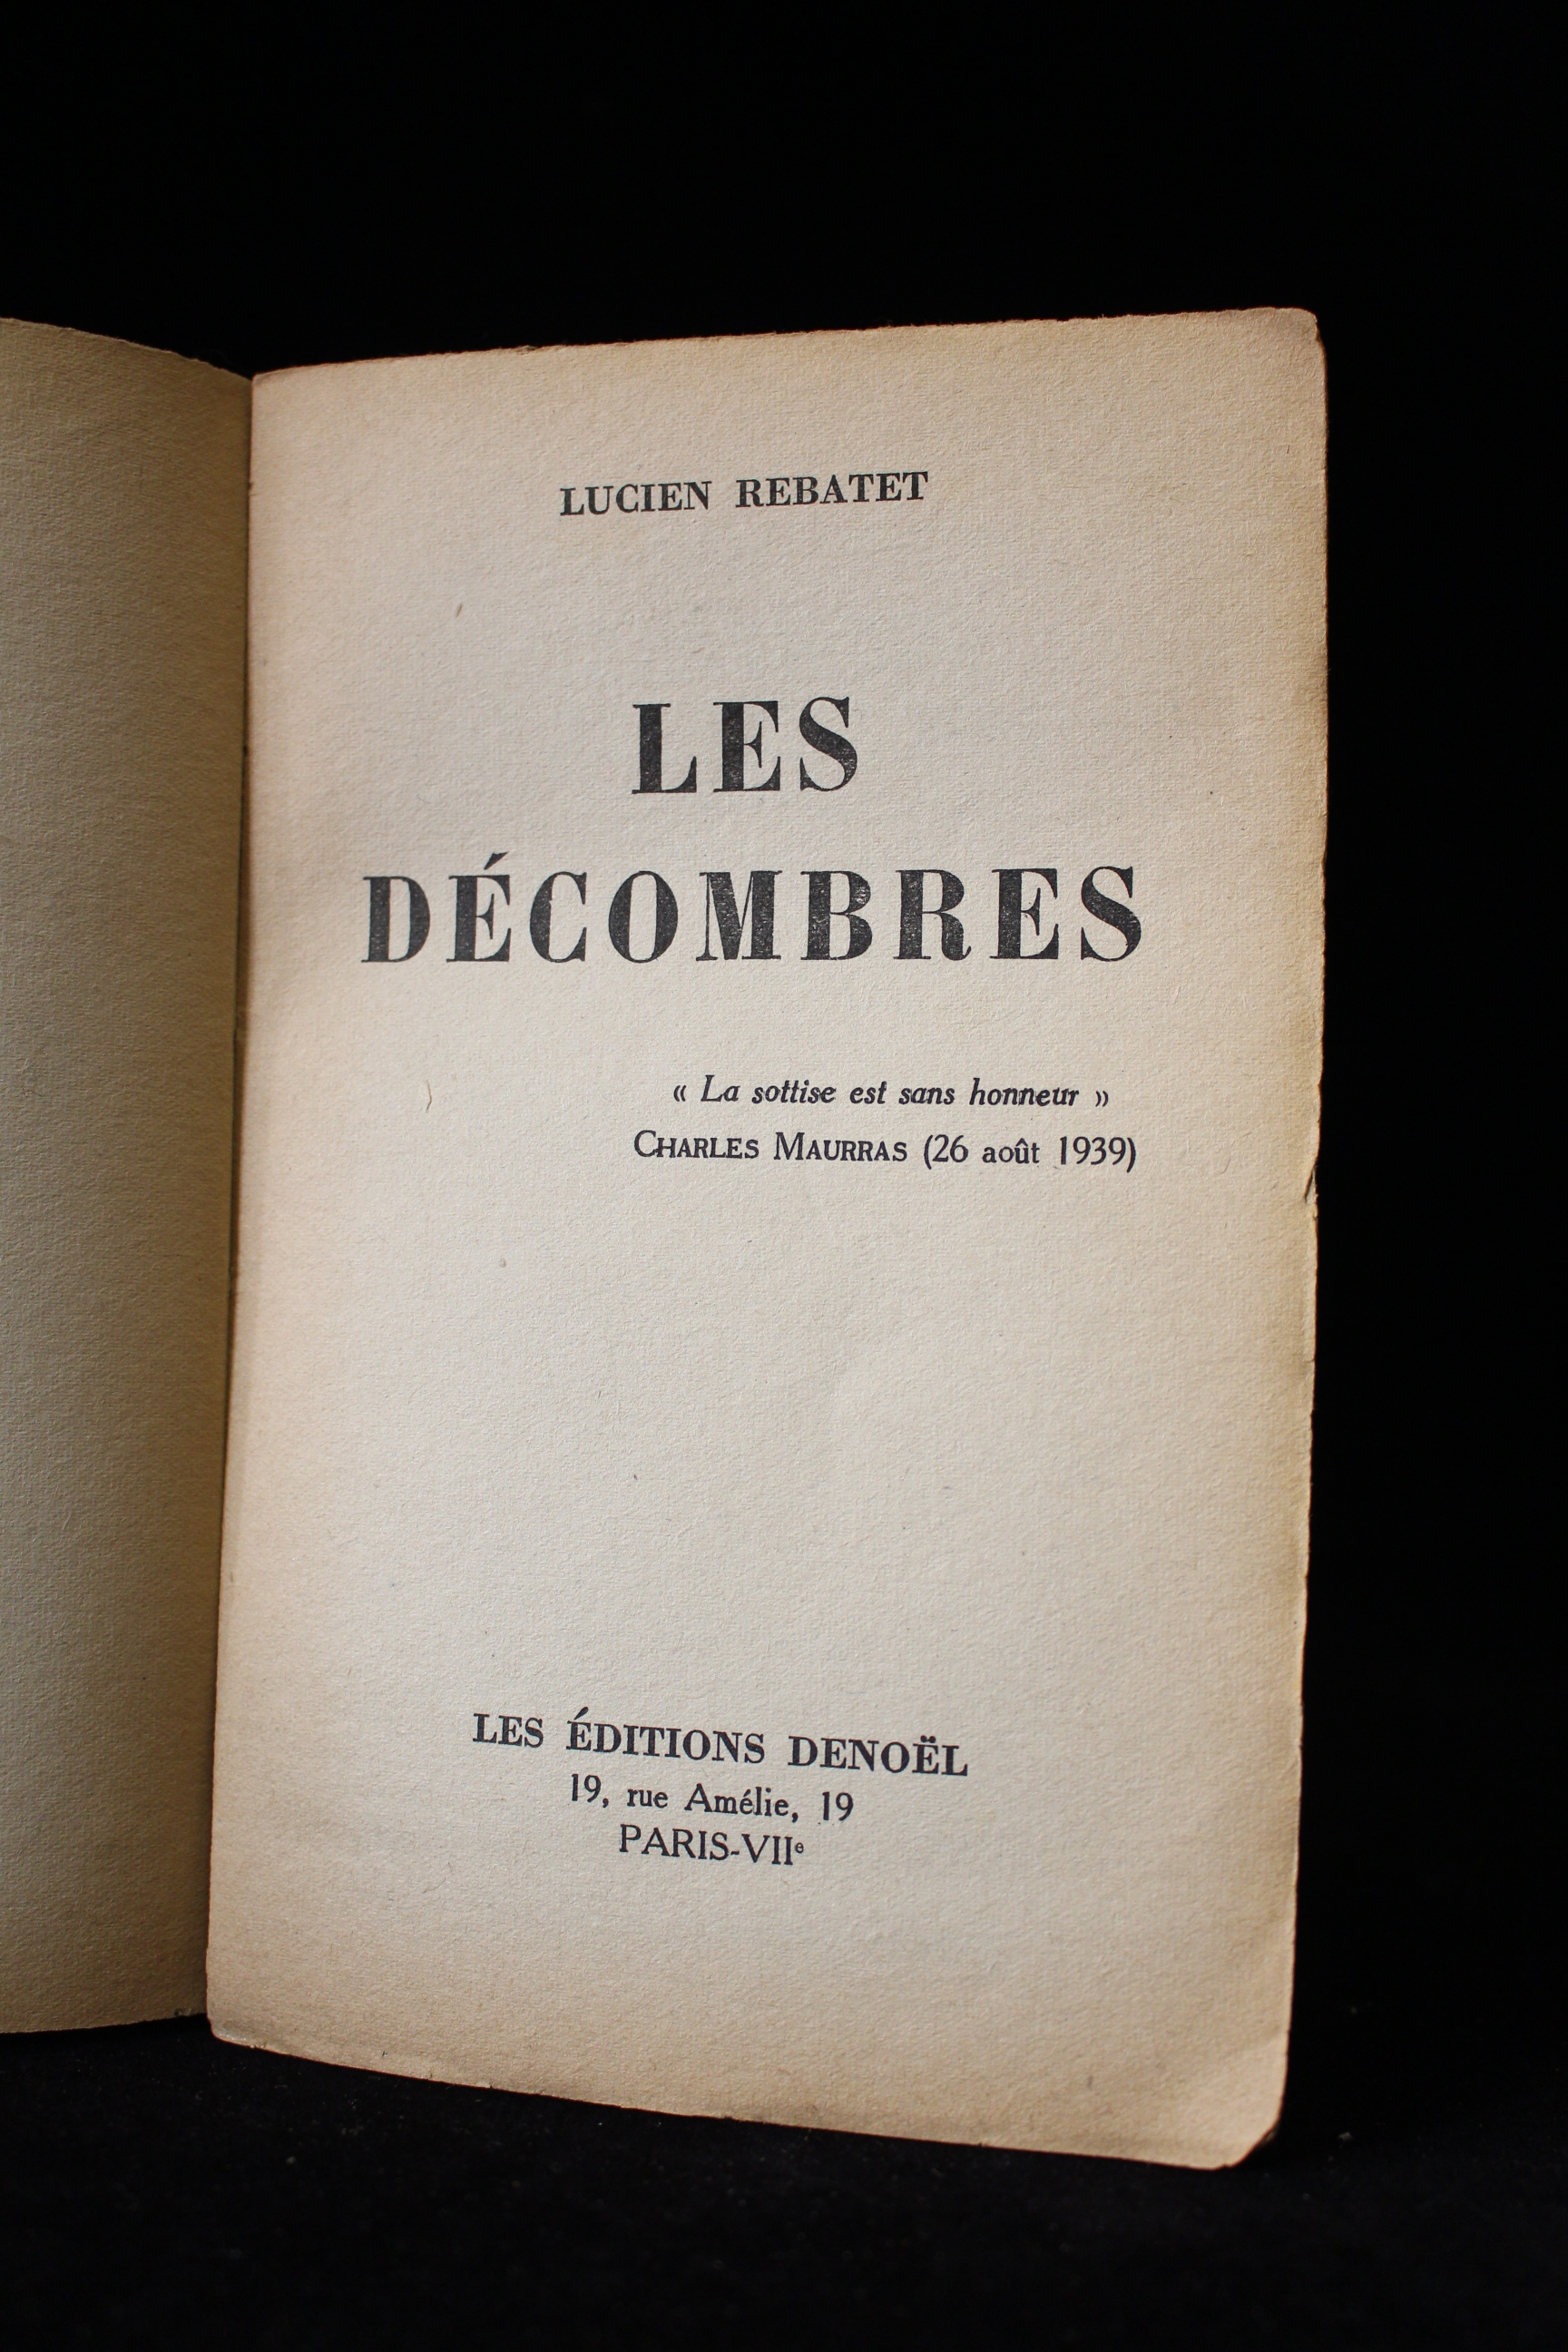 LUCIEN REBATET
LES
DÉCOMBRES
« La sottise est sans honneur »
CHARLES MAURRAS (26 août 1939)
LES ÉDITIONS DENOËL
19, rue Amélie, 19
PARIS-VIIᵉ